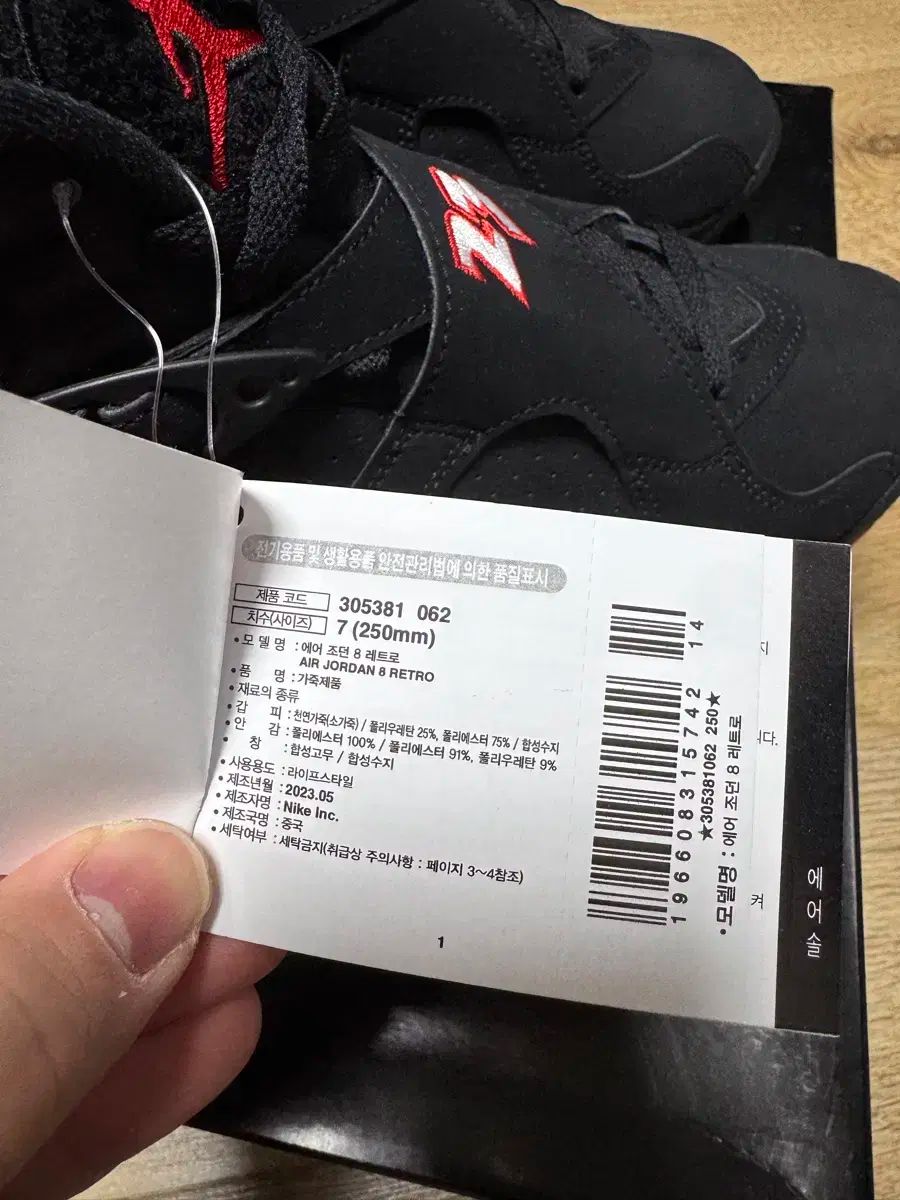 23
전기용품 및 생활용품 안전관리법에 의한 품질표시
제품 코드 305381 062
치수(사이즈) 7 (250mm)
• 모 델 명 : 에어 조던 8 레트로
AIR JORDAN 8 RETRO
• 품 명 : 가죽제품
• 재료의 종류
• 갑 피 : 천연가죽(소가죽) / 폴리우레탄 25%, 폴리에스터 75% / 합성수지
• 안 감 : 폴리에스터 100% / 폴리에스터 91%, 폴리우레탄 9%
• 창 : 합성고무 / 합성수지
• 사용용도 : 라이프스타일
• 제조년월 : 2023.05
• 제조자명 : Nike Inc.
• 제조국명 : 중국
• 세탁여부 : 세탁금지(취급상 주의사항 : 페이지 3~4참조)
1
14
196608315742
★305381062 250★
• 모델명 : 에어 조던 8 레트로
지
니다.
켜
에어 솔